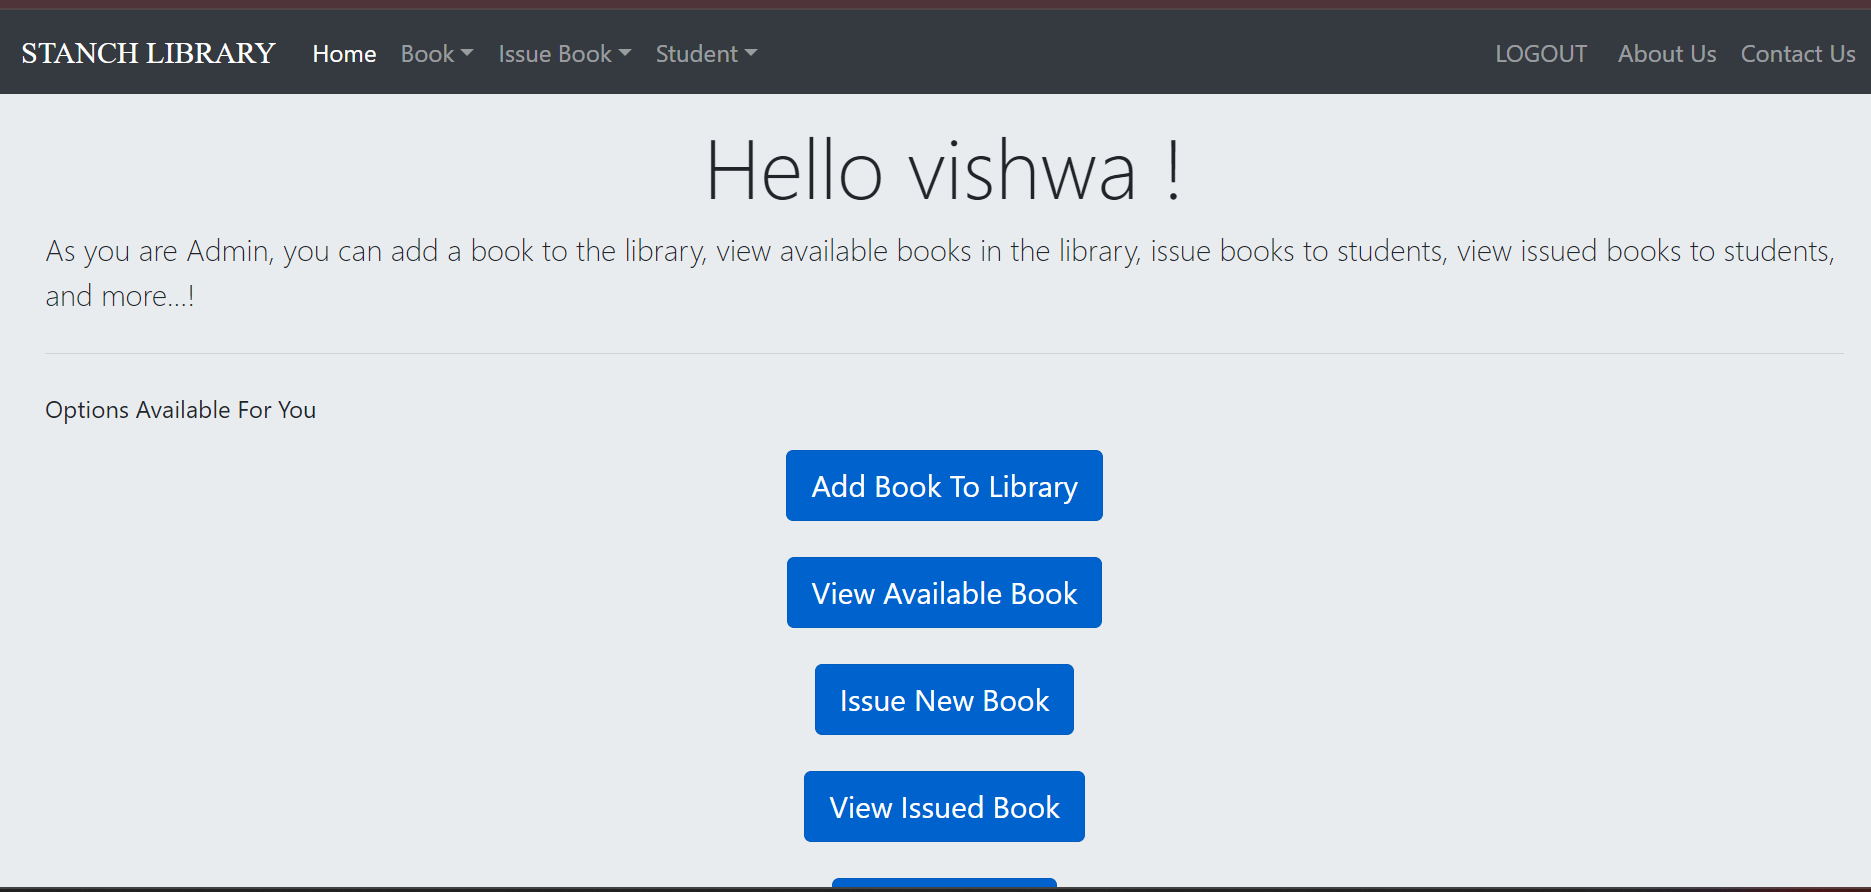 STANCH LIBRARY Home Book Issue Book Student LOGOUT About Us Contact Us
Hello vishwa !
As you are Admin, you can add a book to the library, view available books in the library, issue books to students, view issued books to students,
and more...!
Options Available For You
Add Book To Library
View Available Book
Issue New Book
View Issued Book